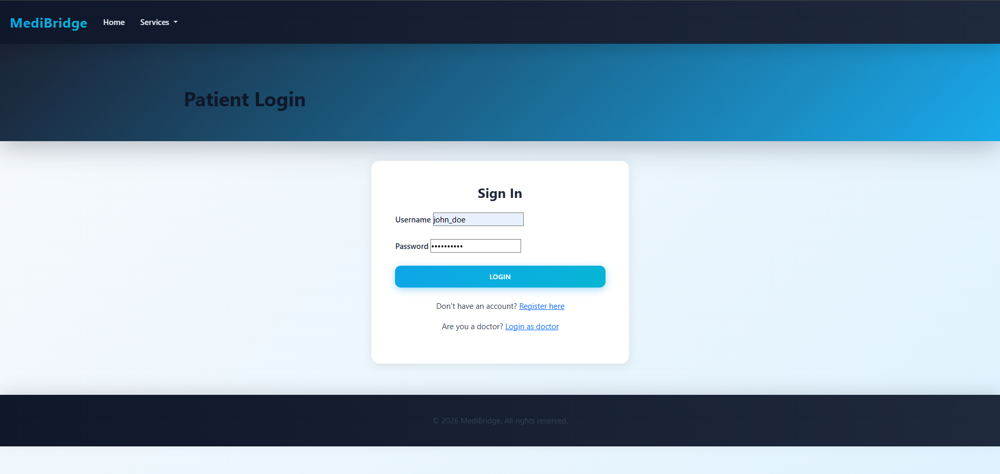 MediBridge Home Services
Patient Login
Sign In
Username john_doe
Password ••••••••••
LOGIN
Don't have an account? Register here
Are you a doctor? Login as doctor
© 2026 MediBridge. All rights reserved.